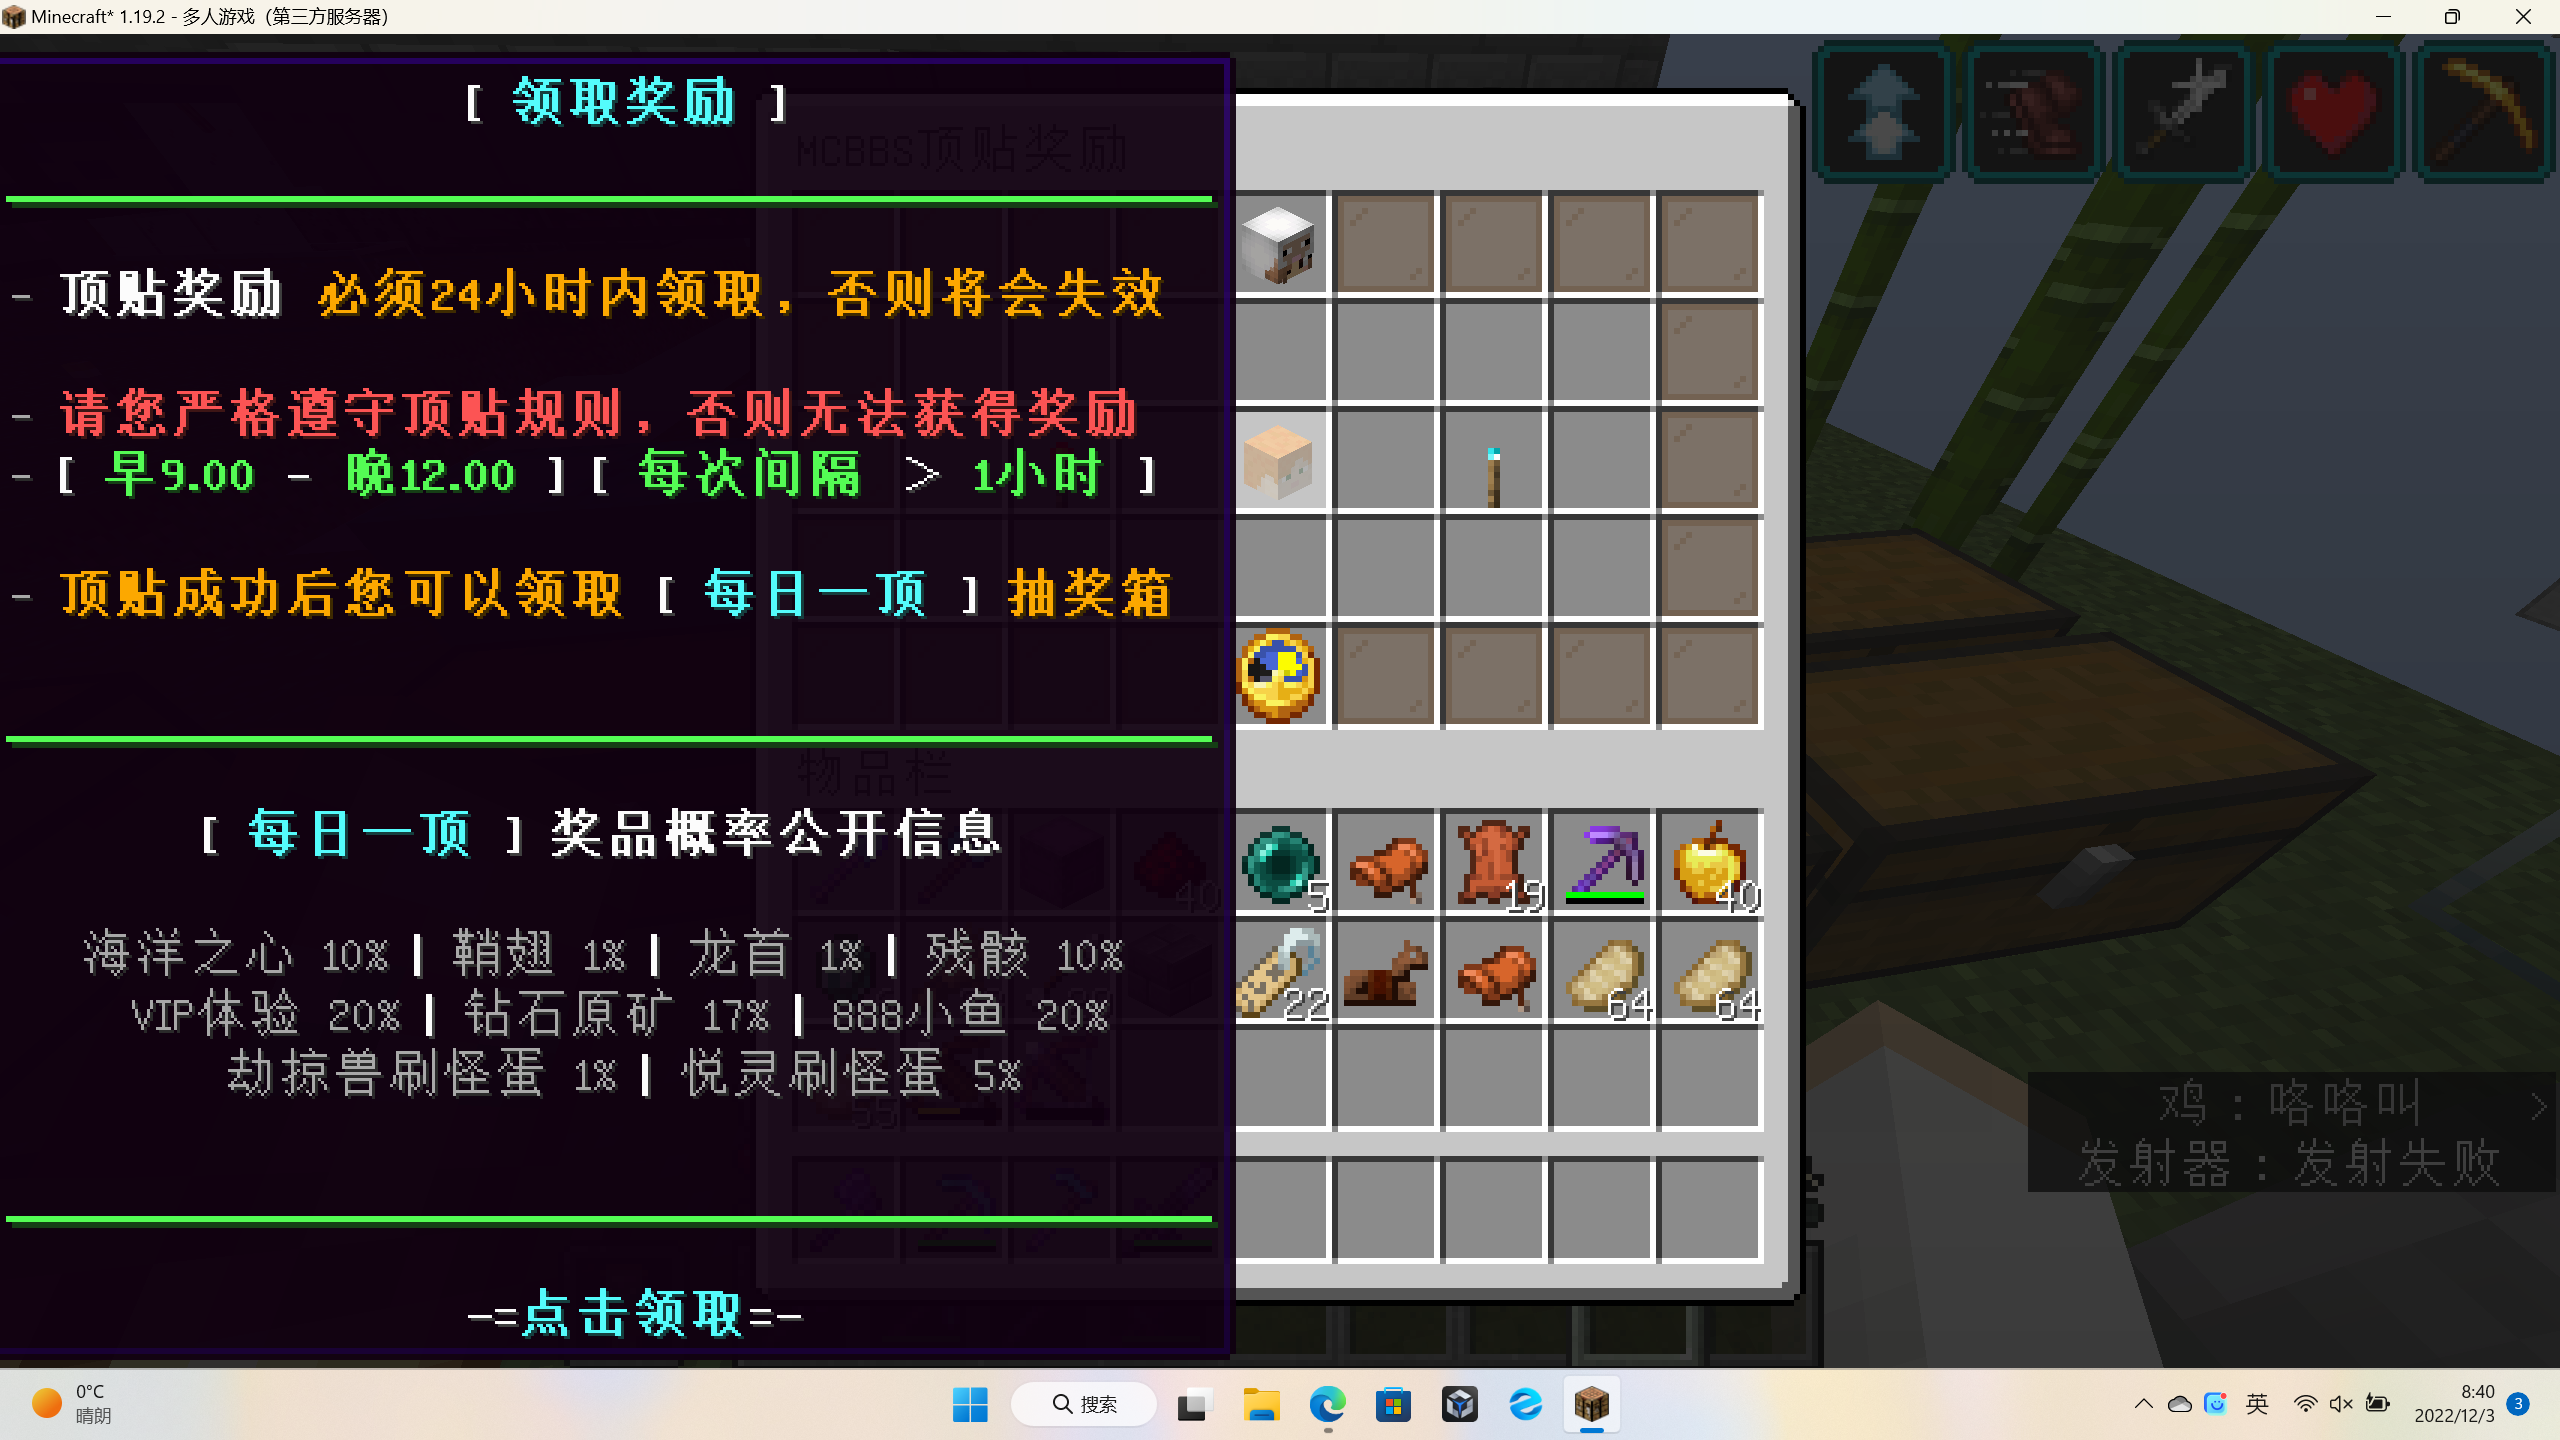 Minecraft* 1.19.2 - 多人游戏（第三方服务器）
[ 领取奖励 ]
MCBBS顶贴奖励
- 顶贴奖励 必须24小时内领取，否则将会失效
- 请您严格遵守顶贴规则，否则无法获得奖励
- [ 早9.00 - 晚12.00 ] [ 每次间隔 > 1小时 ]
- 顶贴成功后您可以领取 [ 每日一顶 ] 抽奖箱
物品栏
[ 每日一顶 ] 奖品概率公开信息
40
5
19
40
海洋之心 10% | 鞘翅 1% | 龙首 1% | 残骸 10%
22
64
64
VIP体验 20% | 钻石原矿 17% | 888小鱼 20%
劫掠兽刷怪蛋 1% | 悦灵刷怪蛋 5%
55
鸡：咯咯叫 >
发射器：发射失败
-=点击领取=-
0°C
晴朗
搜索
英
8:40
2022/12/3
3